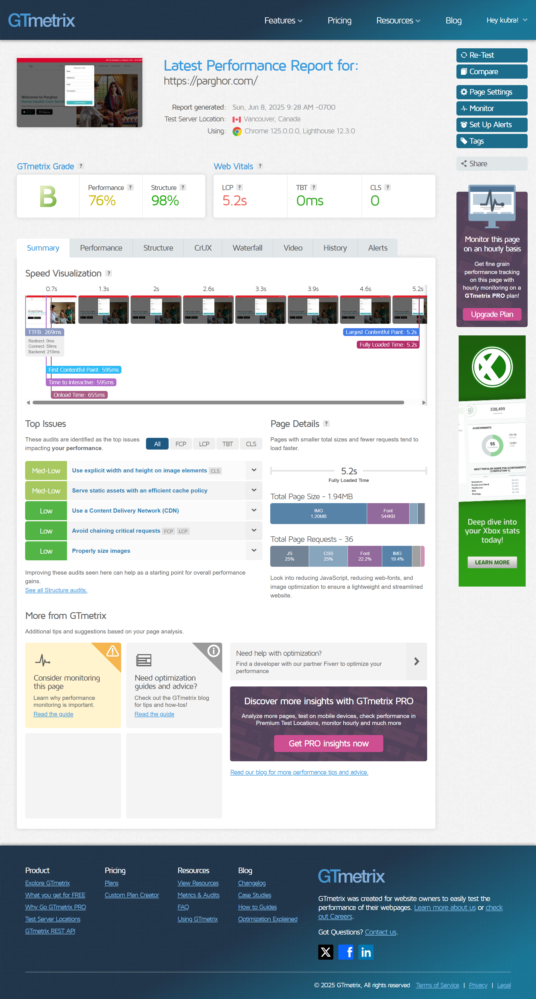 GTmetrix
Features
Pricing
Resources
Blog
Hey kubra!
Not For Emergency
Request a Call
Request a Call
Name
Telephone #
Email
Your Enquiry*
Submit Request
Welcome to Parghor
Home Health Care Servic
Latest Performance Report for:
https://parghor.com/
Report generated: Sun, Jun 8, 2025 9:28 AM -0700
Test Server Location: Vancouver, Canada
Using: Chrome 125.0.0.0, Lighthouse 12.3.0
Re-Test
Compare
Page Settings
Monitor
Set Up Alerts
Tags
Share
GTmetrix Grade ?
B
Performance ?
76%
Structure ?
98%
Web Vitals ?
LCP ?
5.2s
TBT ?
0ms
CLS ?
0
Monitor this page
on an hourly basis
Get fine grain
performance tracking
on this page with
hourly monitoring on a
GTmetrix PRO plan!
Upgrade Plan
Summary
Performance
Structure
CrUX
Waterfall
Video
History
Alerts
Speed Visualization ?
0.7s 1.3s 2s 2.6s 3.3s 3.9s 4.6s 5.2s
TTFB: 269ms
Redirect: 0ms
Connect: 59ms
Backend: 210ms
Largest Contentful Paint: 5.2s
Fully Loaded Time: 5.2s
First Contentful Paint: 595ms
Time to Interactive: 595ms
Onload Time: 655ms
Top Issues
These audits are identified as the top issues
impacting your performance.
All FCP LCP TBT CLS
Med-Low Use explicit width and height on image elements CLS
Med-Low Serve static assets with an efficient cache policy
Low Use a Content Delivery Network (CDN)
Low Avoid chaining critical requests FCP LCP
Low Properly size images
Improving these audits seen here can help as a starting point for overall performance
gains.
See all Structure audits.
Page Details ?
Pages with smaller total sizes and fewer requests tend to
load faster.
5.2s
Fully Loaded Time
Total Page Size - 1.94MB
IMG
1.20MB
Font
544KB
Total Page Requests - 36
JS
25%
CSS
25%
Font
22.2%
IMG
19.4%
Look into reducing JavaScript, reducing web-fonts, and
image optimization to ensure a lightweight and streamlined
website.
338,499
ACHIEVEMENTS
55
15,176
12,831
MOST POPULAR GENRE FOR ACHIEVEMENTS
(COMPLETION %)
Adventure
Puzzle and Word
Platformer
RPG
Strategy
Deep dive into
your Xbox stats
today!
LEARN MORE
More from GTmetrix
Additional tips and suggestions based on your page analysis.
Consider monitoring
this page
Learn why performance
monitoring is important.
Read the guide
Need optimization
guides and advice?
Check out the GTmetrix blog
for tips and how-tos!
Read the guide
Need help with optimization?
Find a developer with our partner Fiverr to optimize your
performance
Discover more insights with GTmetrix PRO
Analyze more pages, test on mobile devices, check performance in
Premium Test Locations, monitor hourly and much more
Get PRO insights now
Read our blog for more performance tips and advice.
Product
Explore GTmetrix
What you get for FREE
Why Go GTmetrix PRO
Test Server Locations
GTmetrix REST API
Pricing
Plans
Custom Plan Creator
Resources
View Resources
Metrics & Audits
FAQ
Using GTmetrix
Blog
Changelog
Case Studies
How to Guides
Optimization Explained
GTmetrix
GTmetrix was created for website owners to easily test the
performance of their webpages. Learn more about us or check
out Careers.
Got Questions? Contact us.
© 2025 GTmetrix, All rights reserved Terms of Service | Privacy | Legal